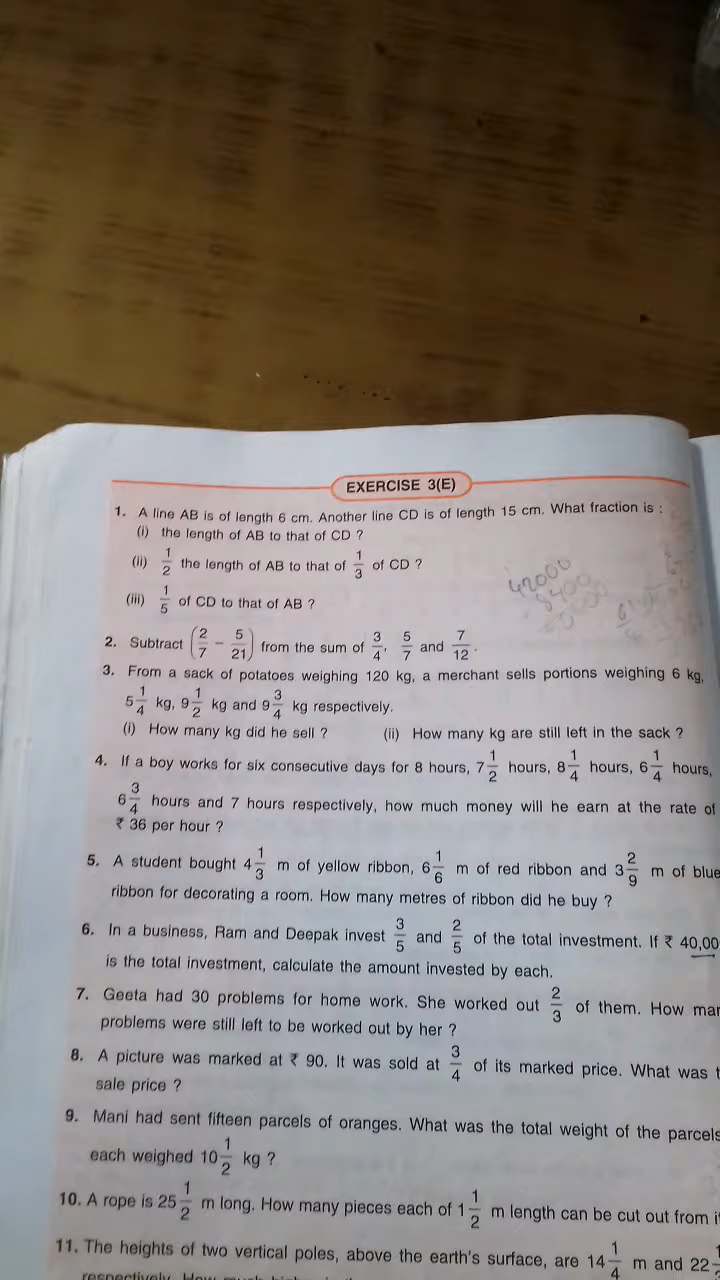 EXERCISE 3(E)
1. A line AB is of length 6 cm. Another line CD is of length 15 cm. What fraction is :
(i) the length of AB to that of CD ?
(ii) 1/2 the length of AB to that of 1/3 of CD ?
(iii) 1/5 of CD to that of AB ?
42000
8400
2. Subtract (2/7 − 5/21) from the sum of 3/4, 5/7 and 7/12.
3. From a sack of potatoes weighing 120 kg, a merchant sells portions weighing 6 kg,
5 1/4 kg, 9 1/2 kg and 9 3/4 kg respectively.
(i) How many kg did he sell ? (ii) How many kg are still left in the sack ?
4. If a boy works for six consecutive days for 8 hours, 7 1/2 hours, 8 1/4 hours, 6 1/4 hours,
6 3/4 hours and 7 hours respectively, how much money will he earn at the rate of
₹ 36 per hour ?
5. A student bought 4 1/3 m of yellow ribbon, 6 1/6 m of red ribbon and 3 2/9 m of blue
ribbon for decorating a room. How many metres of ribbon did he buy ?
6. In a business, Ram and Deepak invest 3/5 and 2/5 of the total investment. If ₹ 40,00
is the total investment, calculate the amount invested by each.
7. Geeta had 30 problems for home work. She worked out 2/3 of them. How mar
problems were still left to be worked out by her ?
8. A picture was marked at ₹ 90. It was sold at 3/4 of its marked price. What was t
sale price ?
9. Mani had sent fifteen parcels of oranges. What was the total weight of the parcels
each weighed 10 1/2 kg ?
10. A rope is 25 1/2 m long. How many pieces each of 1 1/2 m length can be cut out from i
11. The heights of two vertical poles, above the earth's surface, are 14 1/4 m and 22